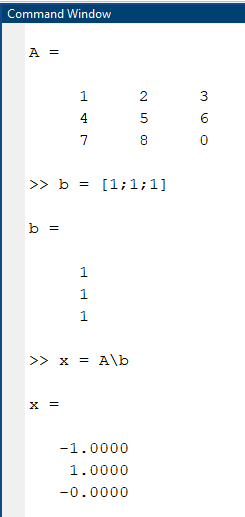 Command Window
A =
1 2 3
4 5 6
7 8 0
>> b = [1;1;1]
b =
1
1
1
>> x = A\b
x =
-1.0000
1.0000
-0.0000